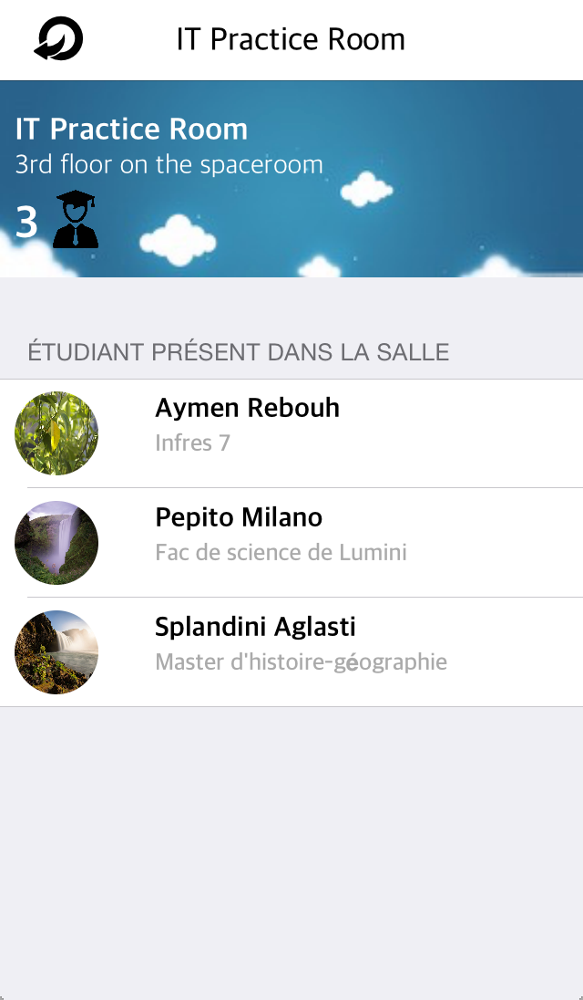 IT Practice Room
IT Practice Room
3rd floor on the spaceroom
3
ÉTUDIANT PRÉSENT DANS LA SALLE
Aymen Rebouh
Infres 7
Pepito Milano
Fac de science de Lumini
Splandini Aglasti
Master d'histoire-géographie